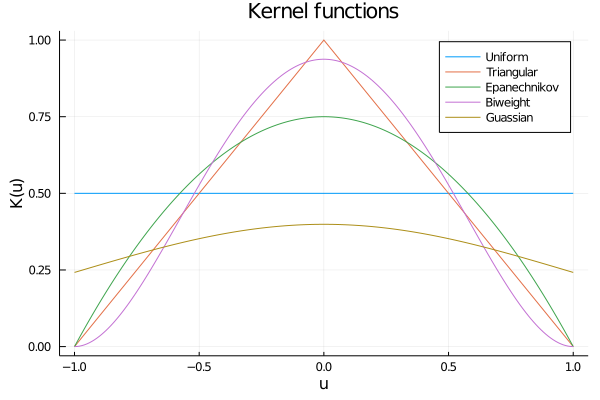 Kernel functions
Uniform
Triangular
Epanechnikov
Biweight
Guassian
K(u)
1.00
0.75
0.50
0.25
0.00
−1.0
−0.5
0.0
0.5
1.0
u